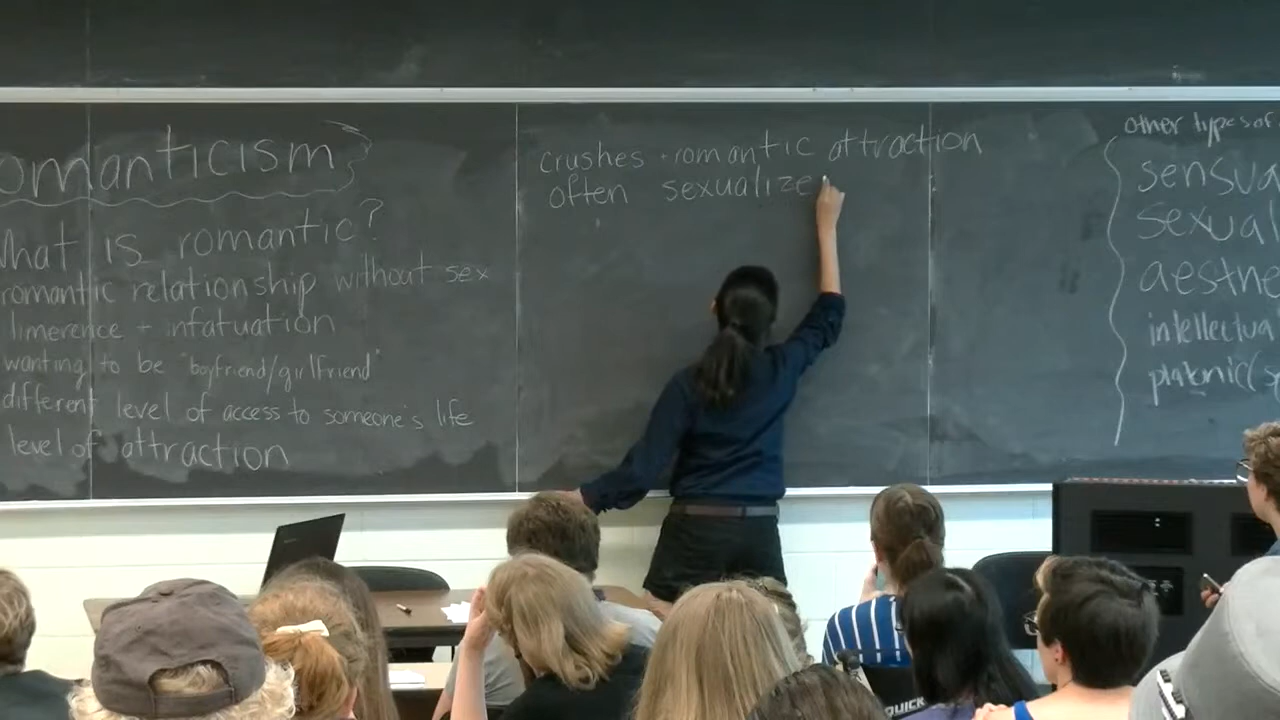 omanticism
What is romantic?
romantic relationship without sex
limerence + infatuation
wanting to be "boyfriend/girlfriend"
different level of access to someone's life
level of attraction
crushes · romantic attraction
often sexualize
other types of
sensua
sexual
aesthe
intellectua
platonic(s
QUICK